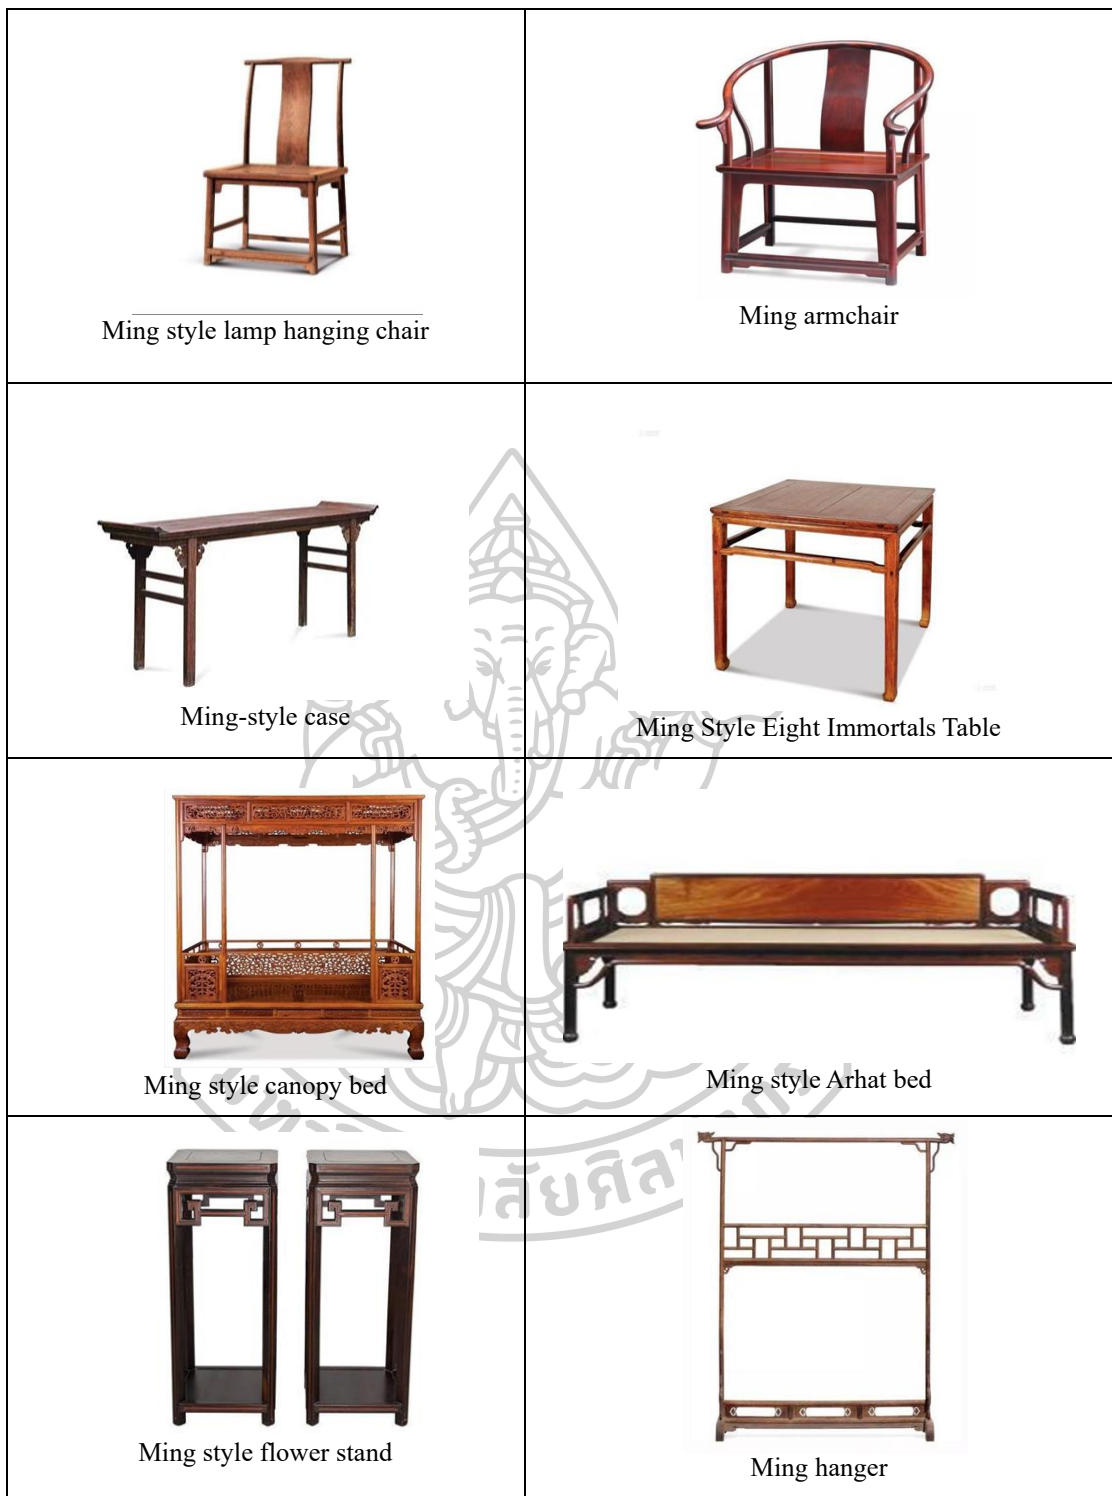 Ming style lamp hanging chair
Ming armchair
Ming-style case
Ming Style Eight Immortals Table
Ming style canopy bed
Ming style Arhat bed
Ming style flower stand
Ming hanger